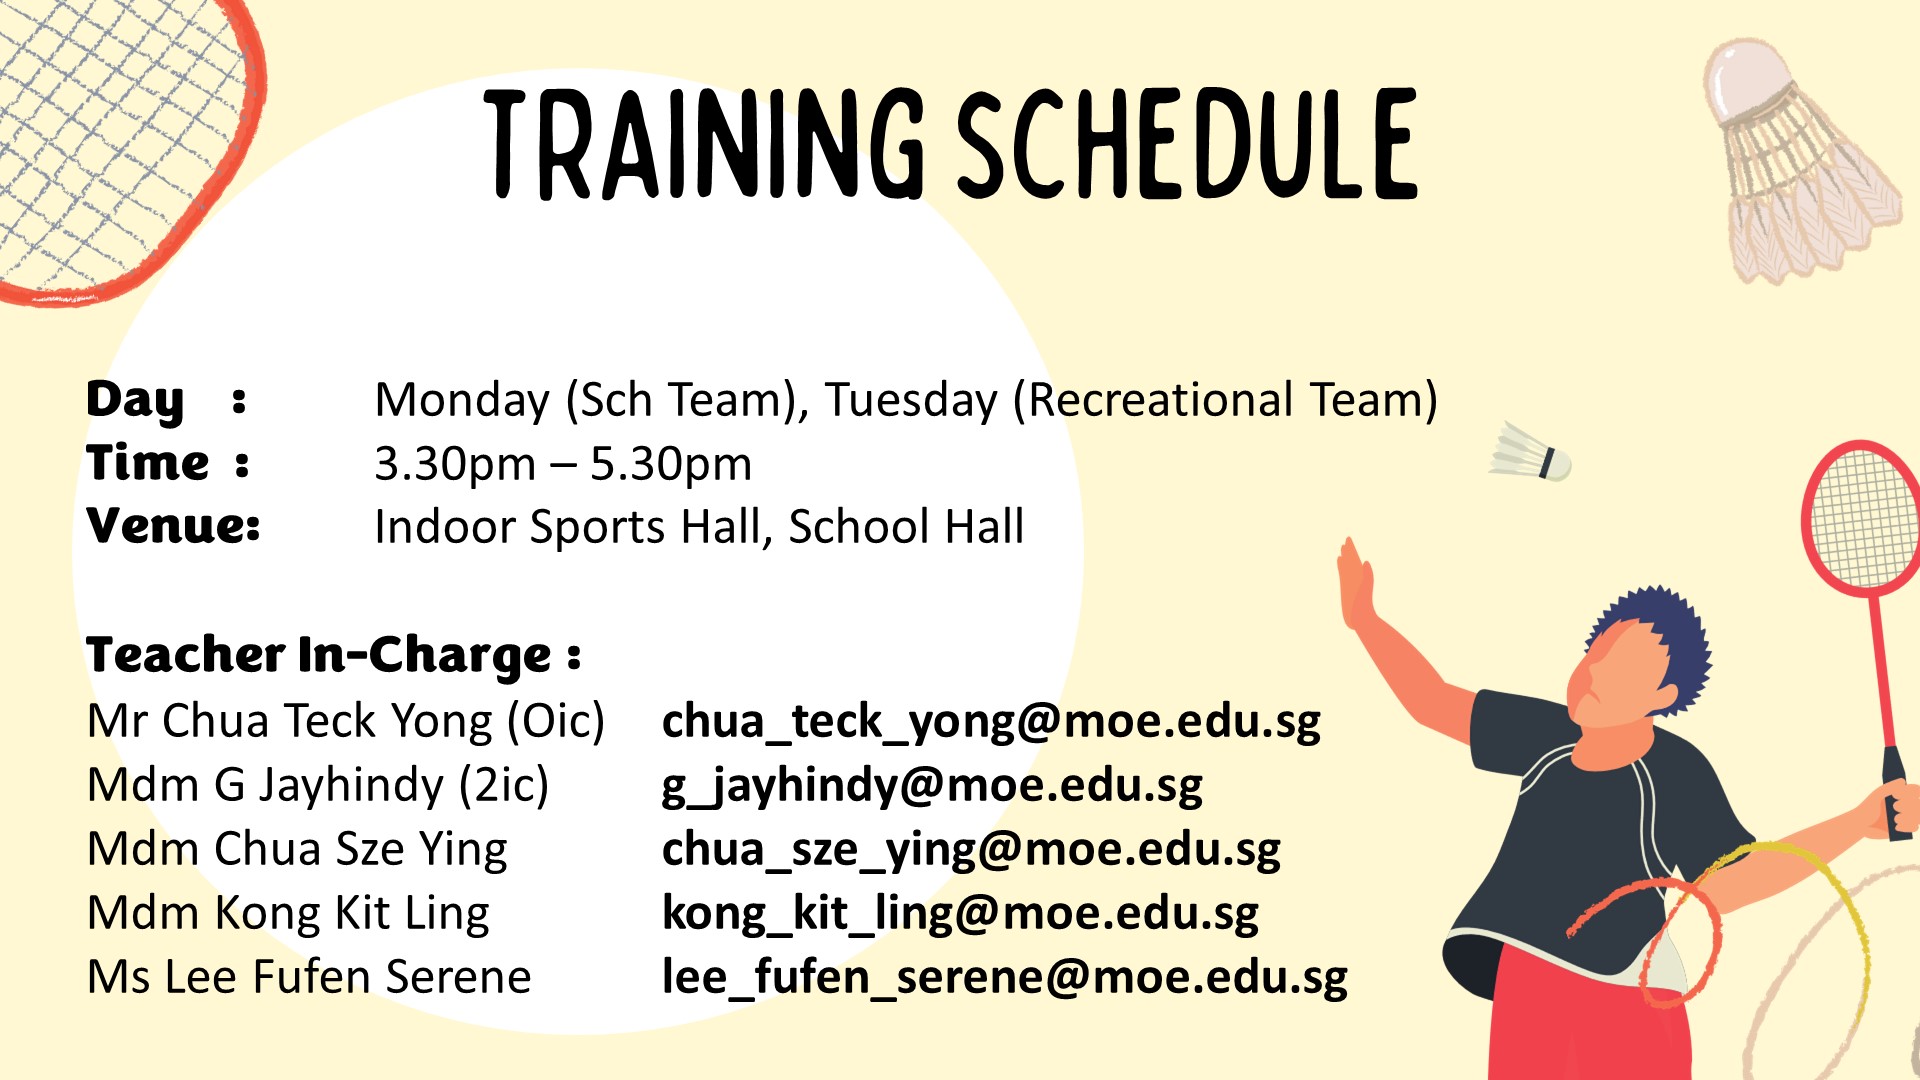 TRAINING SCHEDULE
Day : Monday (Sch Team), Tuesday (Recreational Team)
Time : 3.30pm – 5.30pm
Venue: Indoor Sports Hall, School Hall
Teacher In-Charge :
Mr Chua Teck Yong (Oic) chua_teck_yong@moe.edu.sg
Mdm G Jayhindy (2ic) g_jayhindy@moe.edu.sg
Mdm Chua Sze Ying chua_sze_ying@moe.edu.sg
Mdm Kong Kit Ling kong_kit_ling@moe.edu.sg
Ms Lee Fufen Serene lee_fufen_serene@moe.edu.sg